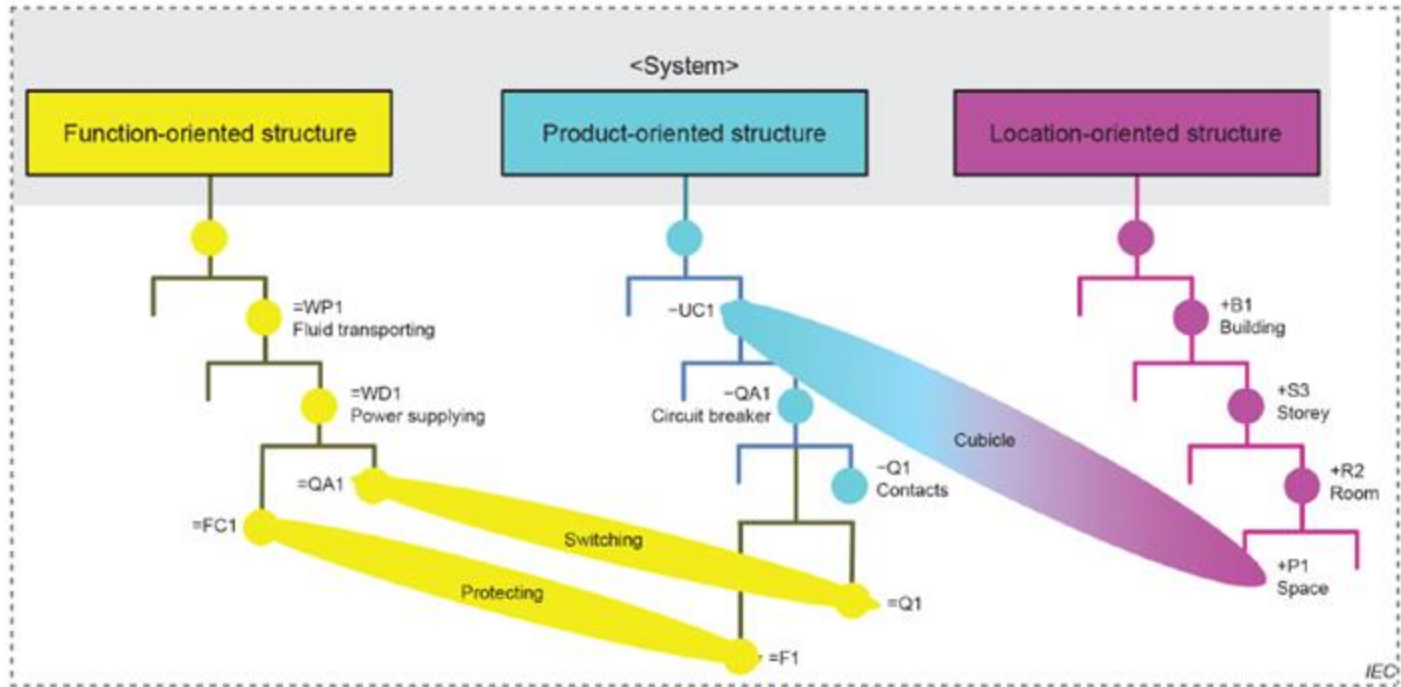 <System>
Function-oriented structure
Product-oriented structure
Location-oriented structure
=WP1
Fluid transporting
−UC1
+B1
Building
=WD1
Power supplying
−QA1
Circuit breaker
Cubicle
+S3
Storey
=QA1
−Q1
Contacts
+R2
Room
=FC1
Switching
Protecting
+P1
Space
=Q1
=F1
IEC